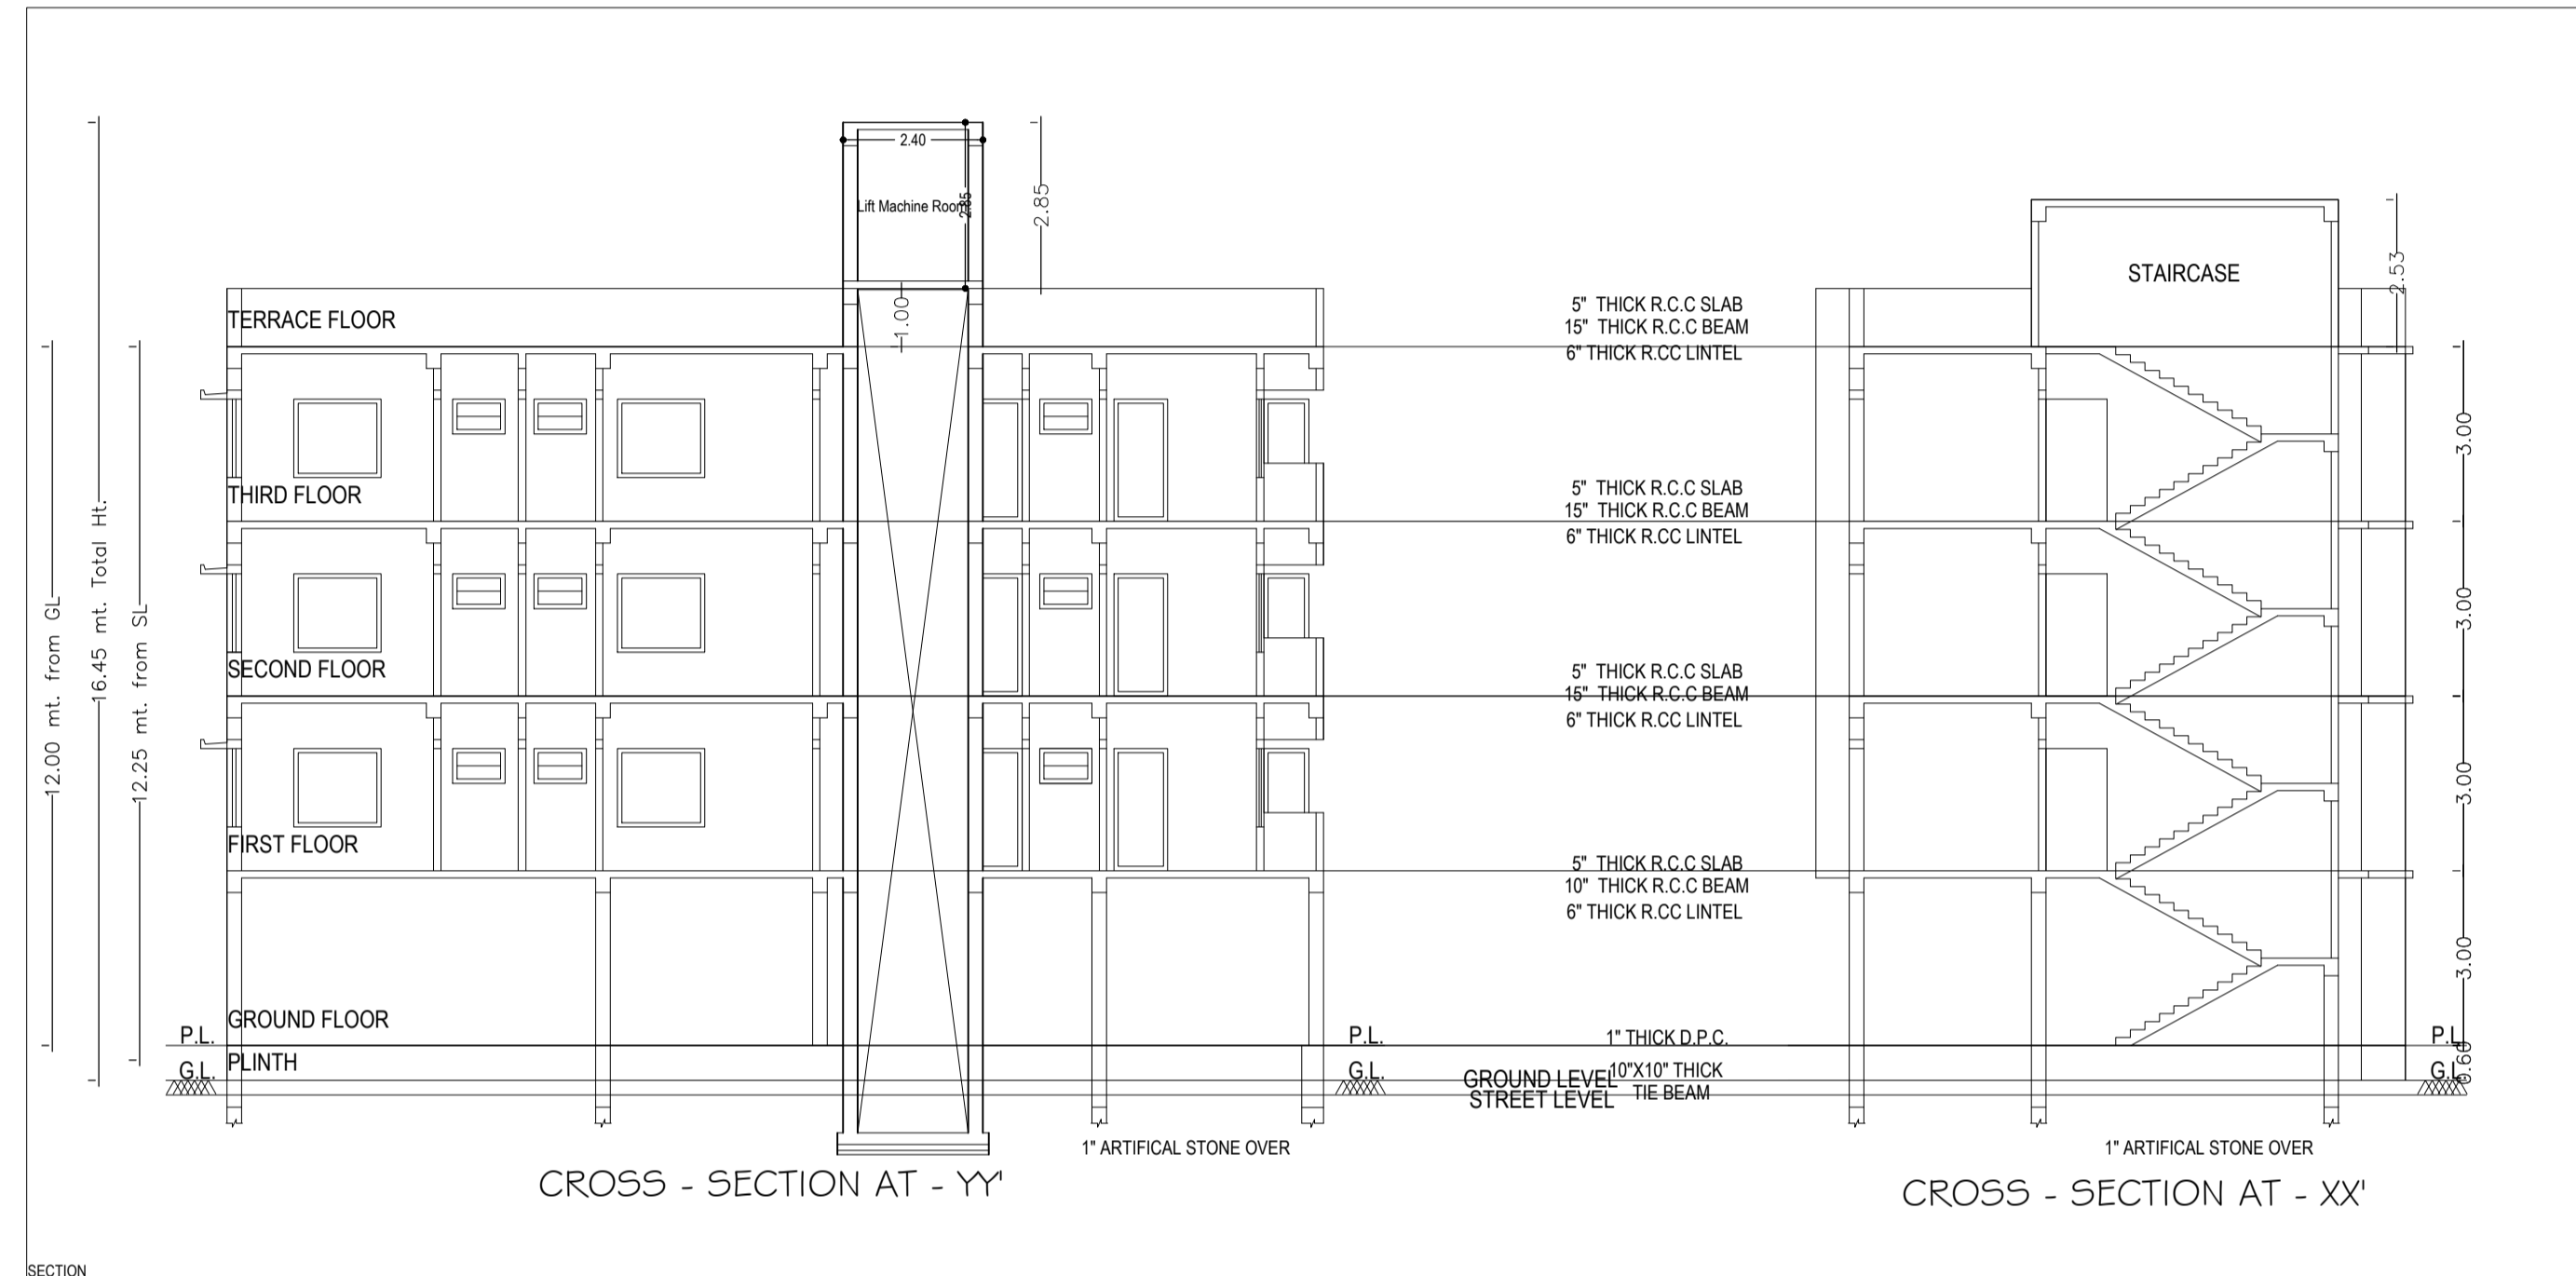 2.40
Lift Machine Room
2.85
2.85
STAIRCASE
2.53
TERRACE FLOOR
1.00
5" THICK R.C.C SLAB
15" THICK R.C.C BEAM
6" THICK R.CC LINTEL
3.00
THIRD FLOOR
5" THICK R.C.C SLAB
15" THICK R.C.C BEAM
6" THICK R.CC LINTEL
16.45 mt. Total Ht.
12.00 mt. from GL
12.25 mt. from SL
3.00
SECOND FLOOR
5" THICK R.C.C SLAB
15" THICK R.C.C BEAM
6" THICK R.CC LINTEL
3.00
FIRST FLOOR
5" THICK R.C.C SLAB
10" THICK R.C.C BEAM
6" THICK R.CC LINTEL
3.00
GROUND FLOOR
P.L.
P.L.
1" THICK D.P.C.
P.L.
PLINTH
0.60
G.L.
G.L.
GROUND LEVEL
10"X10" THICK
G.L.
STREET LEVEL
TIE BEAM
1" ARTIFICAL STONE OVER
1" ARTIFICAL STONE OVER
CROSS - SECTION AT - YY'
CROSS - SECTION AT - XX'
SECTION